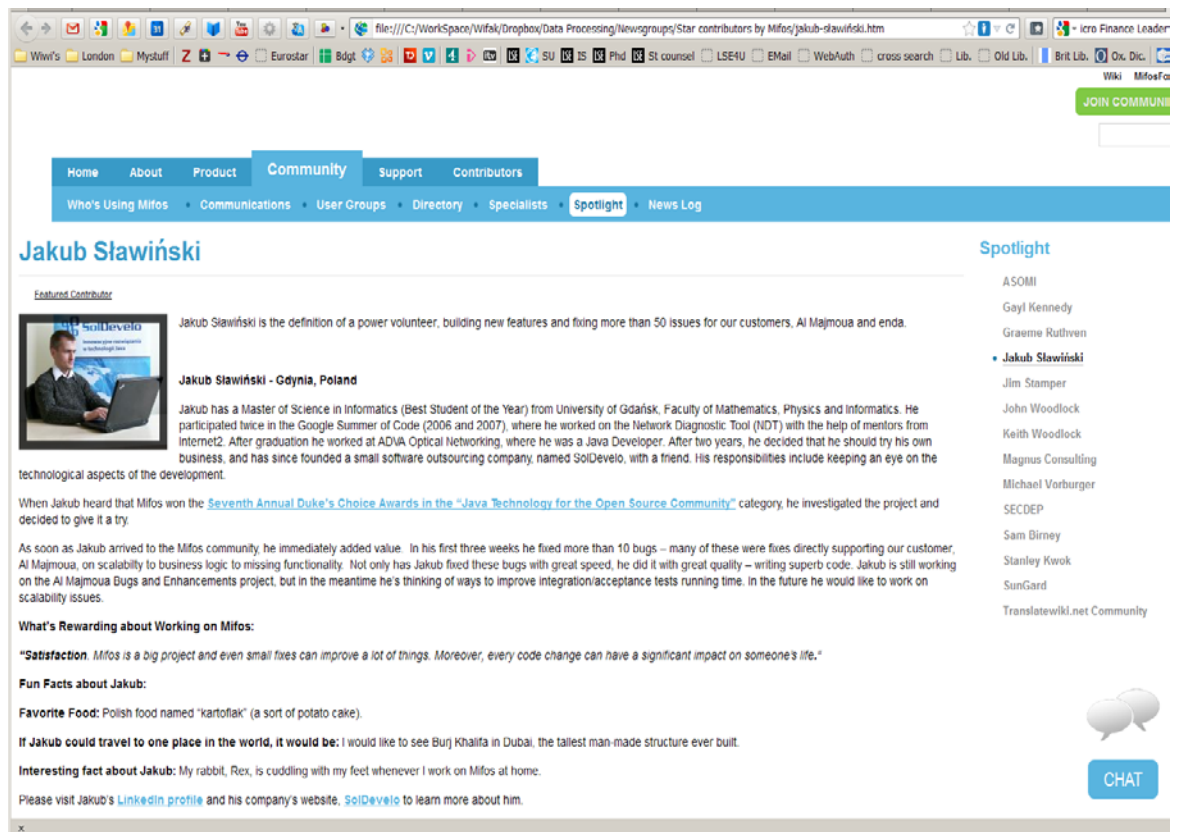 file:///C:/WorkSpace/Wifak/Dropbox/Data Processing/Newsgroups/Star contributors by Mifos/jakub-sławiński.htm
icro Finance Leader
Wiwi's London Mystuff Eurostar Bdgt SU IS Phd St counsel LSE4U EMail WebAuth cross search Lib. Old Lib. Brit Lib. Ox. Dic.
Wiki MifosFo
JOIN COMMUNI
Home About Product Community Support Contributors
Who's Using Mifos • Communications • User Groups • Directory • Specialists • Spotlight • News Log
Jakub Sławiński
Featured Contributor
SolDevelo
Innowacyjne rozwiązania
w technologii Java
Jakub Sławiński is the definition of a power volunteer, building new features and fixing more than 50 issues for our customers, Al Majmoua and enda.
Jakub Sławiński - Gdynia, Poland
Jakub has a Master of Science in Informatics (Best Student of the Year) from University of Gdańsk, Faculty of Mathematics, Physics and Informatics. He
participated twice in the Google Summer of Code (2006 and 2007), where he worked on the Network Diagnostic Tool (NDT) with the help of mentors from
Internet2. After graduation he worked at ADVA Optical Networking, where he was a Java Developer. After two years, he decided that he should try his own
business, and has since founded a small software outsourcing company, named SolDevelo, with a friend. His responsibilities include keeping an eye on the
technological aspects of the development.
When Jakub heard that Mifos won the Seventh Annual Duke's Choice Awards in the "Java Technology for the Open Source Community" category, he investigated the project and
decided to give it a try.
As soon as Jakub arrived to the Mifos community, he immediately added value. In his first three weeks he fixed more than 10 bugs – many of these were fixes directly supporting our customer,
Al Majmoua, on scalabilty to business logic to missing functionality. Not only has Jakub fixed these bugs with great speed, he did it with great quality – writing superb code. Jakub is still working
on the Al Majmoua Bugs and Enhancements project, but in the meantime he's thinking of ways to improve integration/acceptance tests running time. In the future he would like to work on
scalability issues.
What's Rewarding about Working on Mifos:
"Satisfaction. Mifos is a big project and even small fixes can improve a lot of things. Moreover, every code change can have a significant impact on someone's life."
Fun Facts about Jakub:
Favorite Food: Polish food named "kartoflak" (a sort of potato cake).
If Jakub could travel to one place in the world, it would be: I would like to see Burj Khalifa in Dubai, the tallest man-made structure ever built.
Interesting fact about Jakub: My rabbit, Rex, is cuddling with my feet whenever I work on Mifos at home.
Please visit Jakub's LinkedIn profile and his company's website, SolDevelo to learn more about him.
Spotlight
ASOMI
Gayl Kennedy
Graeme Ruthven
• Jakub Sławiński
Jim Stamper
John Woodlock
Keith Woodlock
Magnus Consulting
Michael Vorburger
SECDEP
Sam Birney
Stanley Kwok
SunGard
Translatewiki.net Community
CHAT
x